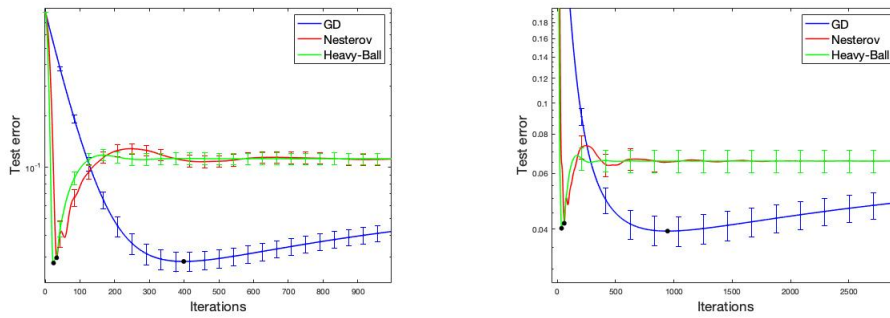 GD
Nesterov
Heavy-Ball
Test error
10⁻¹
0 100 200 300 400 500 600 700 800 900
Iterations
GD
Nesterov
Heavy-Ball
Test error
0.18
0.16
0.14
0.12
0.1
0.08
0.06
0.04
0 500 1000 1500 2000 2500
Iterations